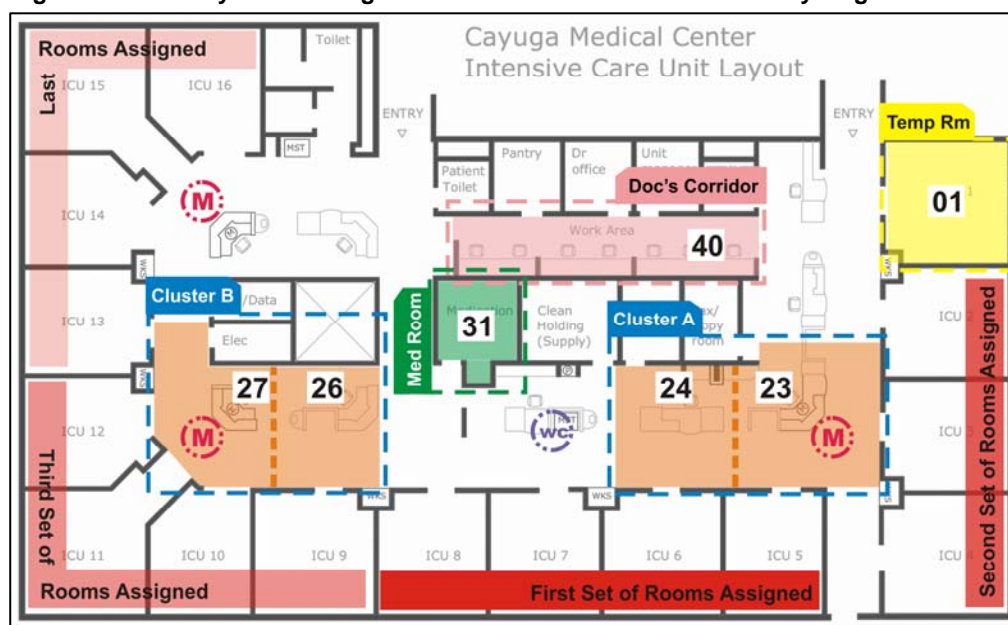 Rooms Assigned
Last
ICU 15
ICU 16
Toilet
MST
ENTRY
Cayuga Medical Center
Intensive Care Unit Layout
ENTRY
Temp Rm
01
ICU 14
M
Patient
Toilet
Pantry
Dr
office
Unit
Doc's Corridor
Work Area
40
WKS
WKS
Cluster B
/Data
Elec
ICU 13
Med Room
Medication
31
Clean
Holding
(Supply)
Cluster A
room
ICU 2
WKS
27
26
24
23
M
WC
MST
M
ICU 12
ICU 3
Third Set of
Rooms Assigned
ICU 11
ICU 10
ICU 9
WKS
ICU 8
ICU 7
WKS
ICU 6
ICU 5
WKS
ICU 4
First Set of Rooms Assigned
Second Set of Rooms Assigned